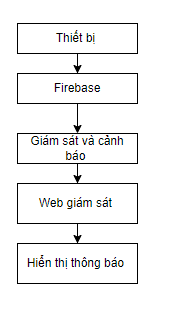 Thiết bị
Firebase
Giám sát và cảnh
báo
Web giám sát
Hiển thị thông báo